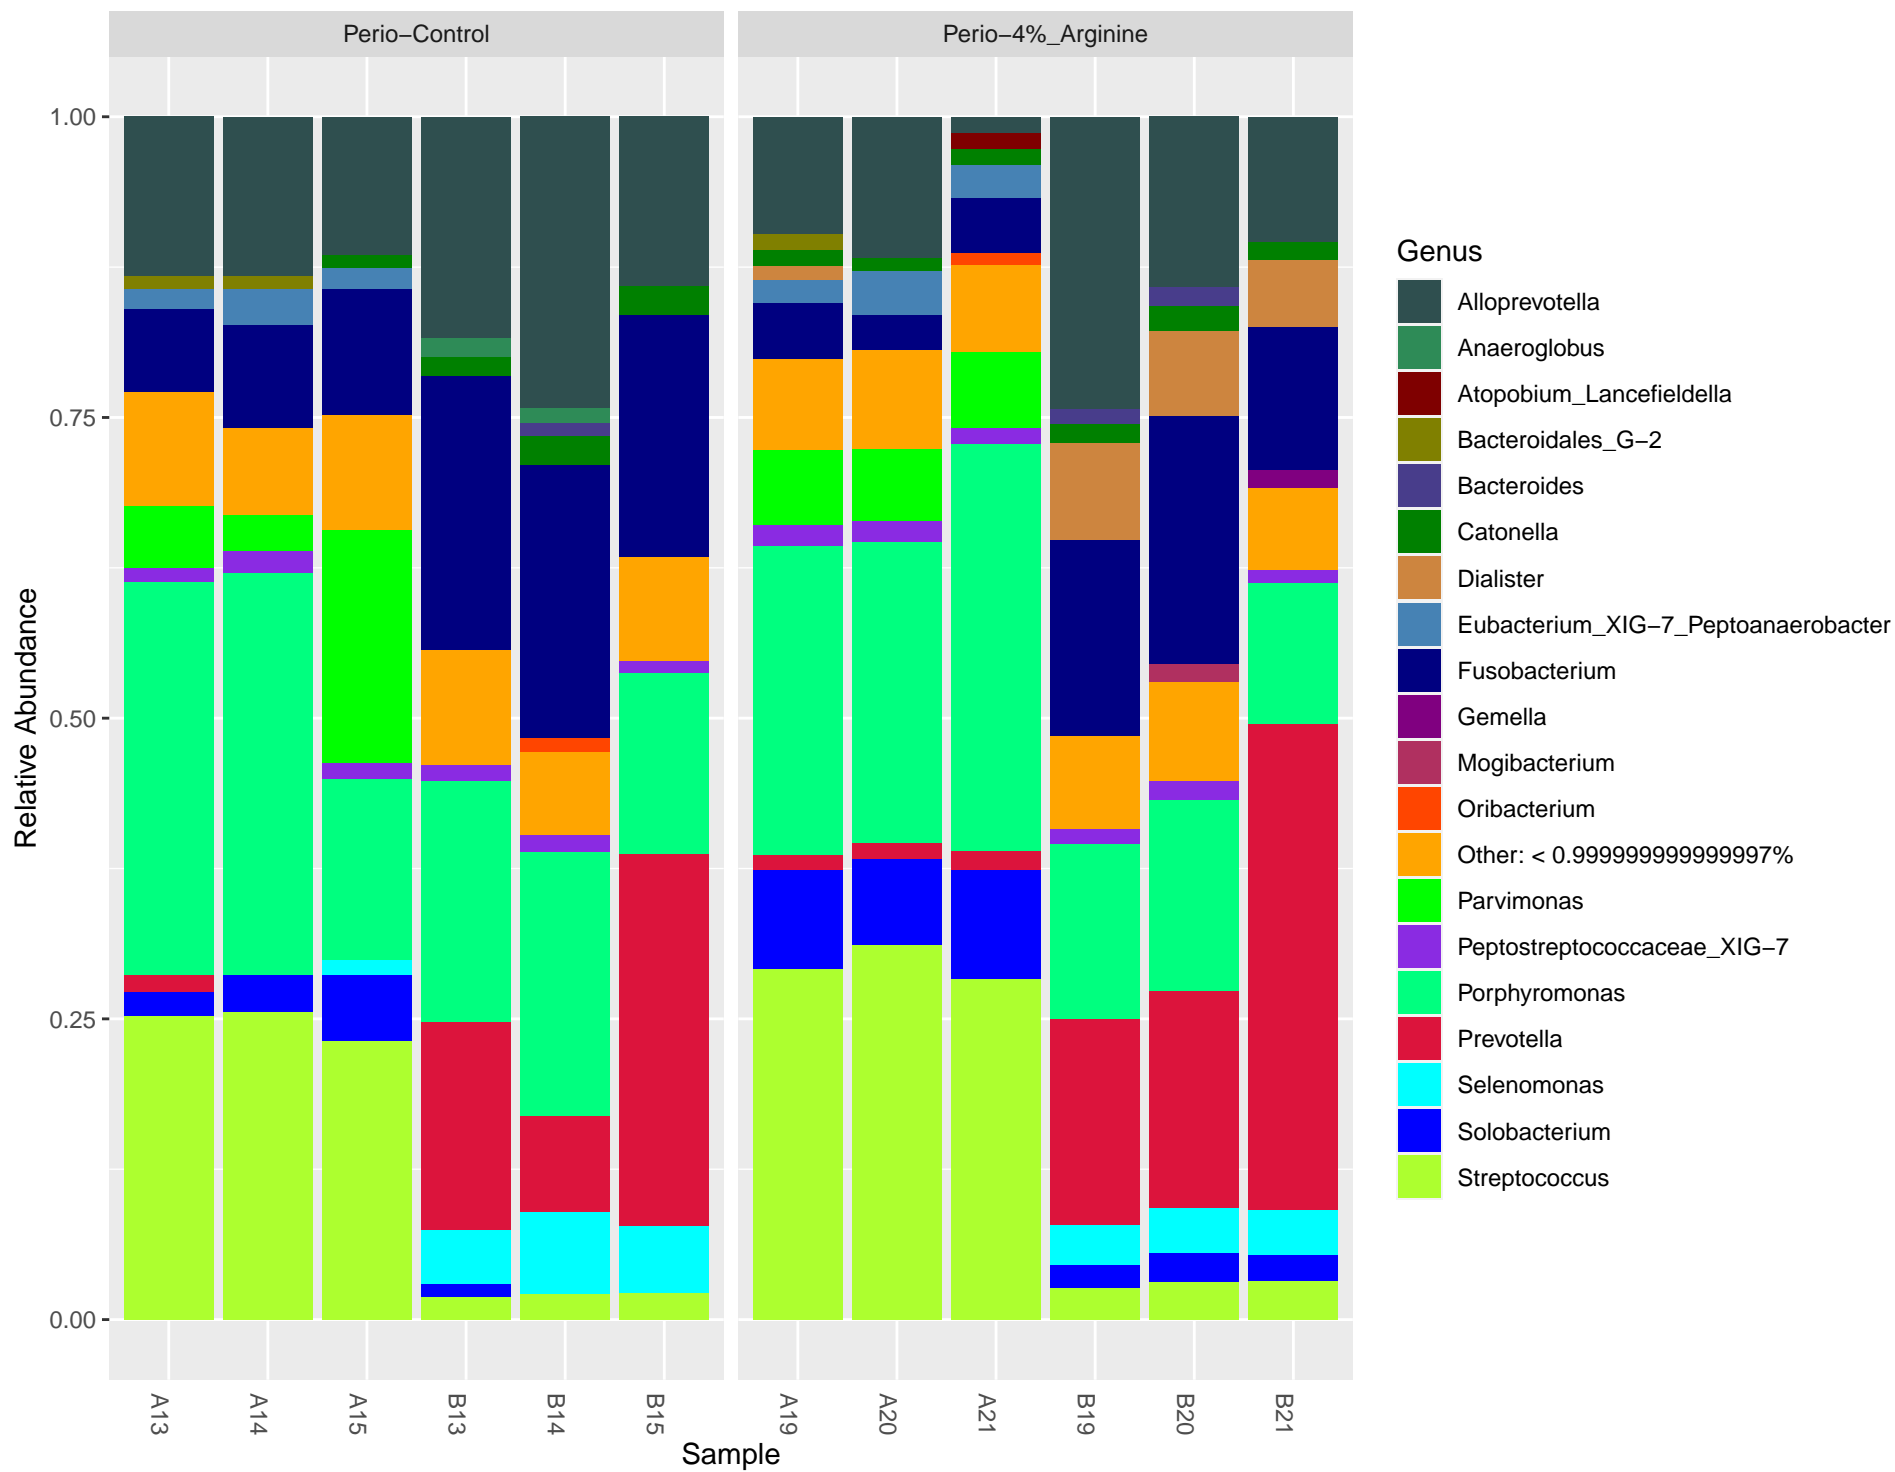 Perio−Control
Perio−4%_Arginine
1.00
0.75
0.50
0.25
0.00
Relative Abundance
A13
A14
A15
B13
B14
B15
A19
A20
A21
B19
B20
B21
Sample
Genus
Alloprevotella
Anaeroglobus
Atopobium_Lancefieldella
Bacteroidales_G−2
Bacteroides
Catonella
Dialister
Eubacterium_XIG−7_Peptoanaerobacter
Fusobacterium
Gemella
Mogibacterium
Oribacterium
Other: < 0.999999999999997%
Parvimonas
Peptostreptococcaceae_XIG−7
Porphyromonas
Prevotella
Selenomonas
Solobacterium
Streptococcus